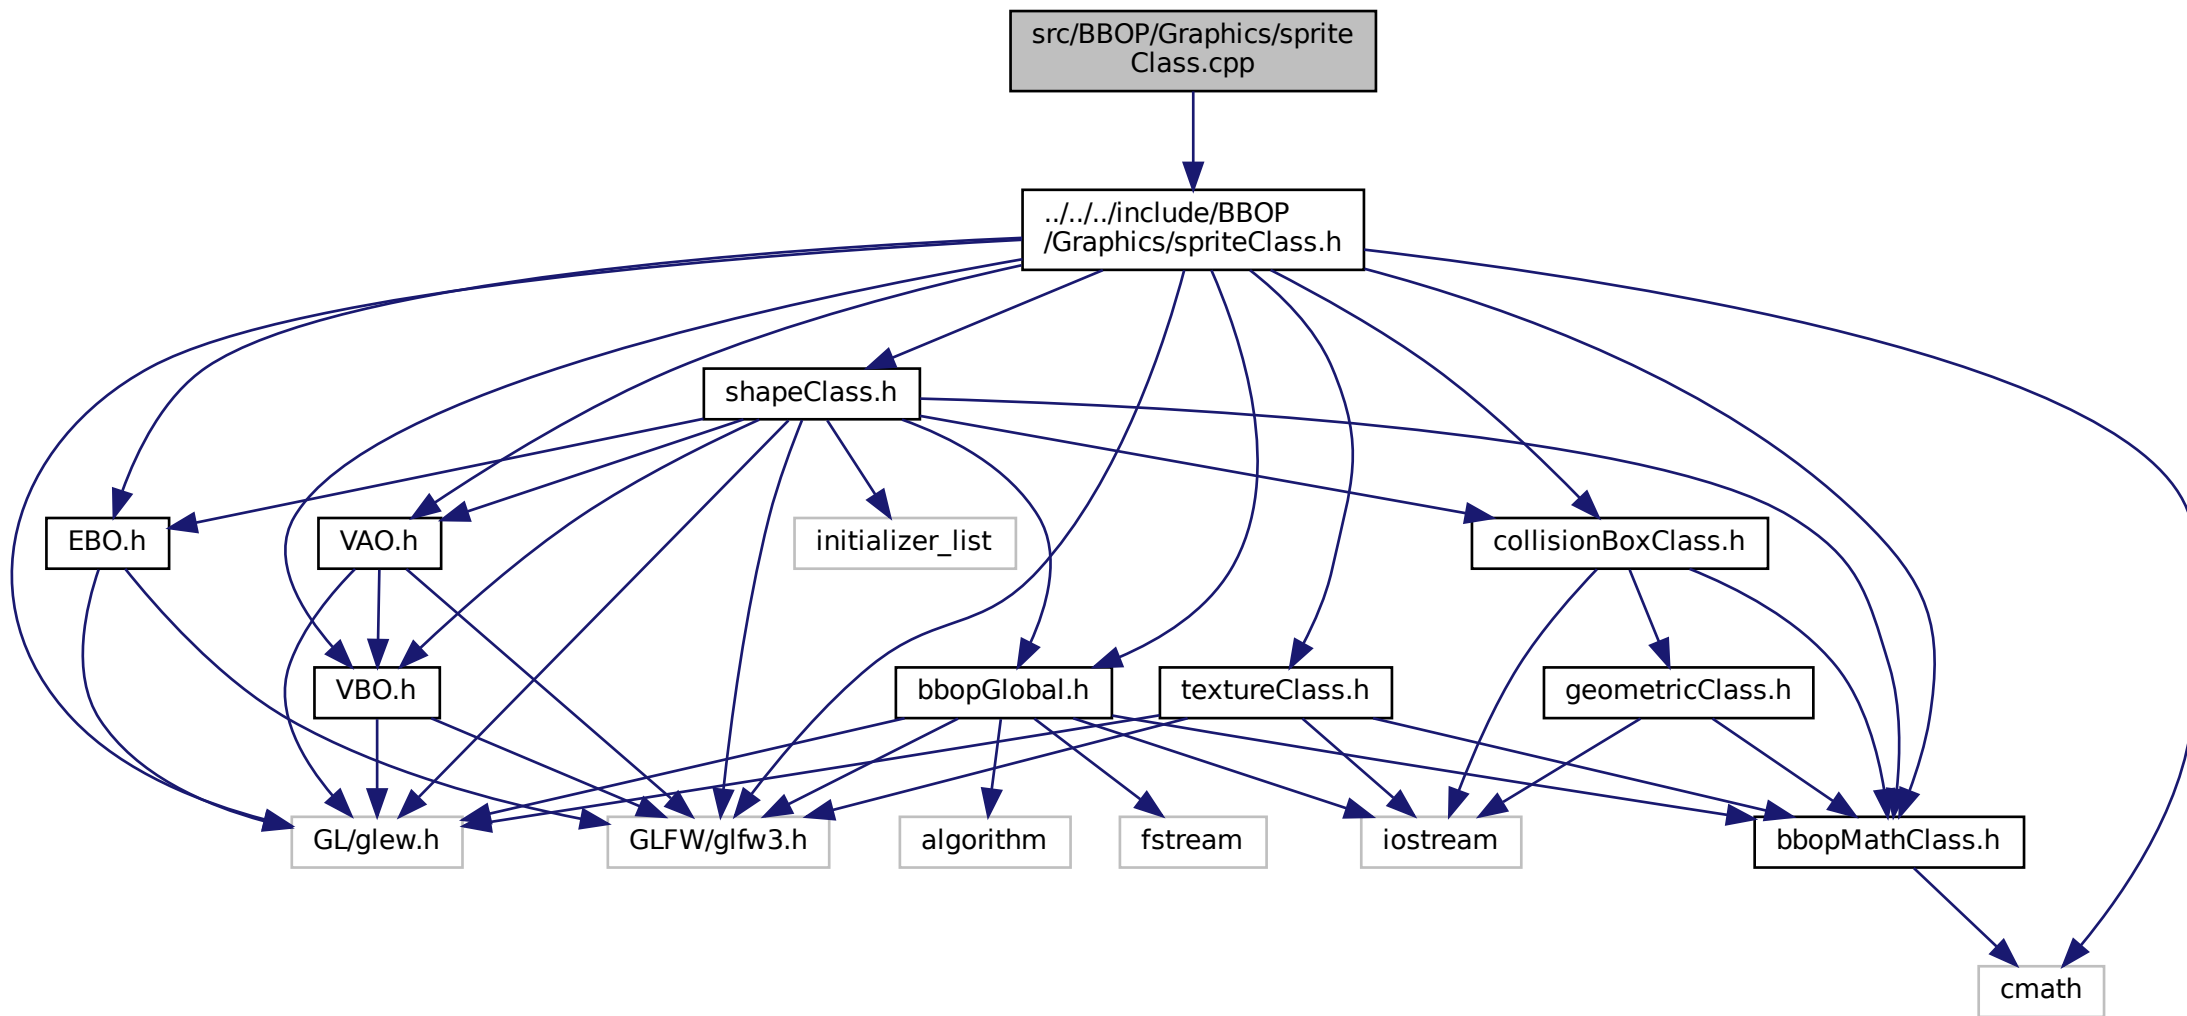 src/BBOP/Graphics/sprite
Class.cpp
../../../include/BBOP
/Graphics/spriteClass.h
shapeClass.h
EBO.h
VAO.h
initializer_list
collisionBoxClass.h
VBO.h
bbopGlobal.h
textureClass.h
geometricClass.h
GL/glew.h
GLFW/glfw3.h
algorithm
fstream
iostream
bbopMathClass.h
cmath